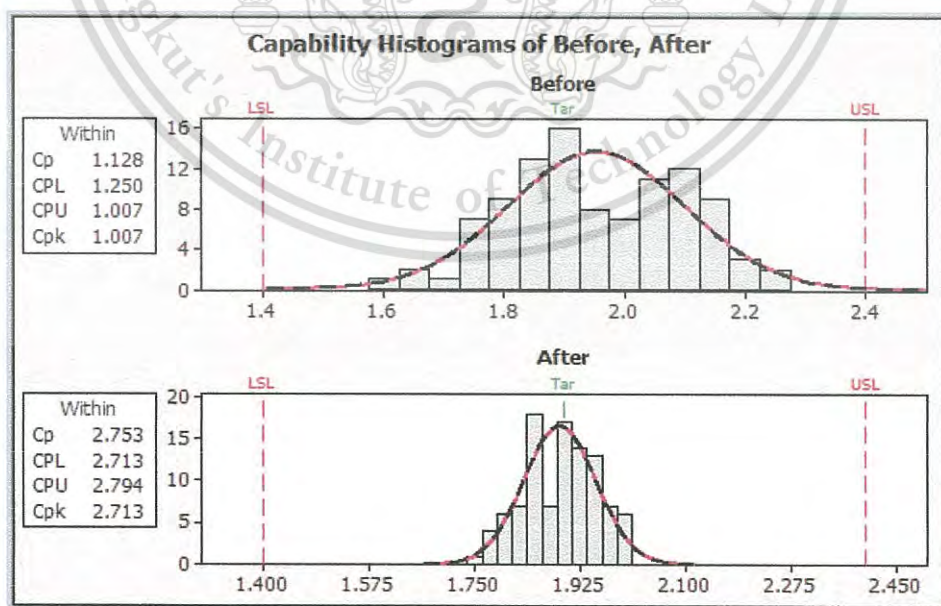 Capability Histograms of Before, After
Before
LSL
Tar
USL
Within
Cp 1.128
CPL 1.250
CPU 1.007
Cpk 1.007
16
12
8
4
0
1.4 1.6 1.8 2.0 2.2 2.4
After
LSL
Tar
USL
Within
Cp 2.753
CPL 2.713
CPU 2.794
Cpk 2.713
20
15
10
5
0
1.400 1.575 1.750 1.925 2.100 2.275 2.450
gkut's Institute of Technology L